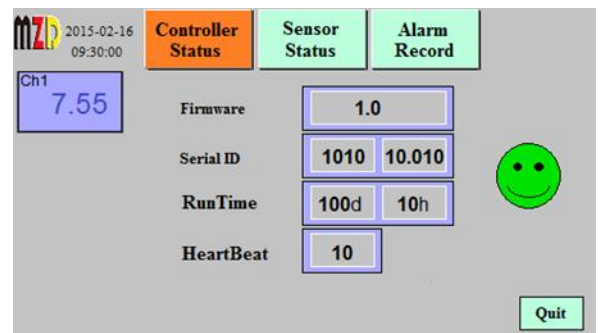 MZD 2015-02-16
09:30:00
Controller
Status
Sensor
Status
Alarm
Record
Ch1
7.55
Firmware 1.0
Serial ID 1010 10.010
RunTime 100d 10h
HeartBeat 10
Quit